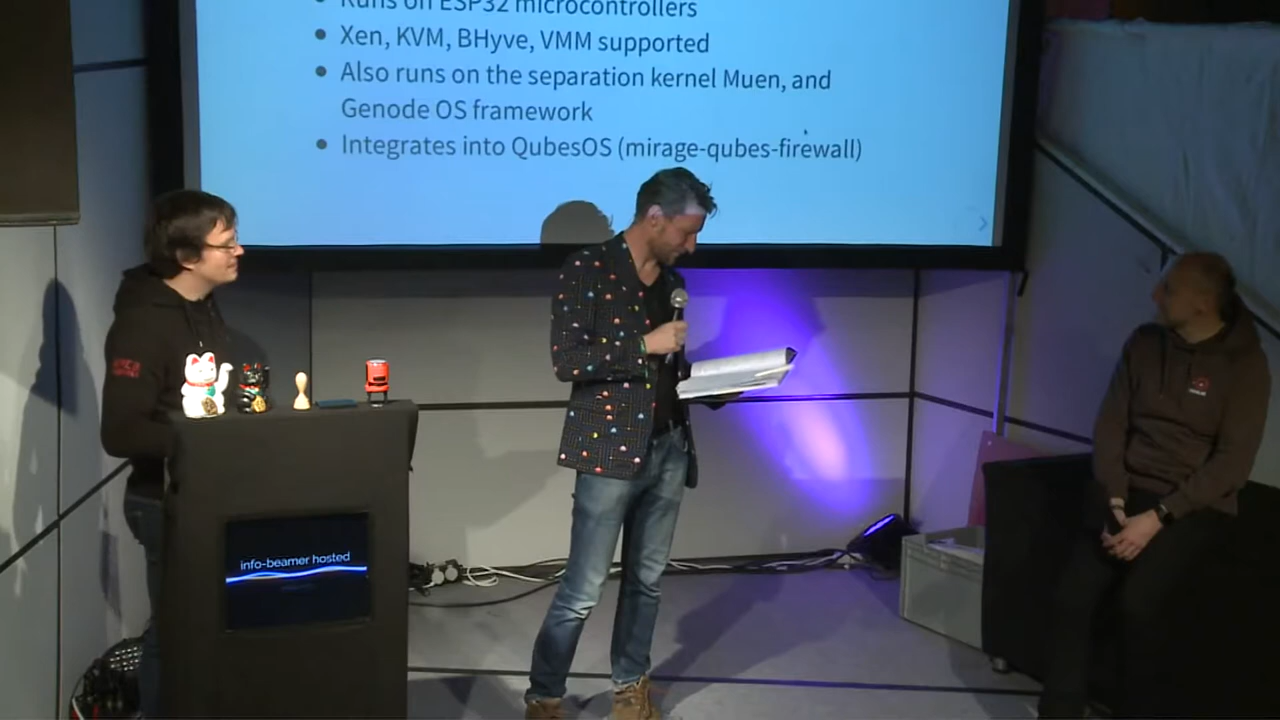 Runs on ESP32 microcontrollers
Xen, KVM, BHyve, VMM supported
Also runs on the separation kernel Muen, and
Genode OS framework
Integrates into QubesOS (mirage-qubes-firewall)
info-beamer hosted